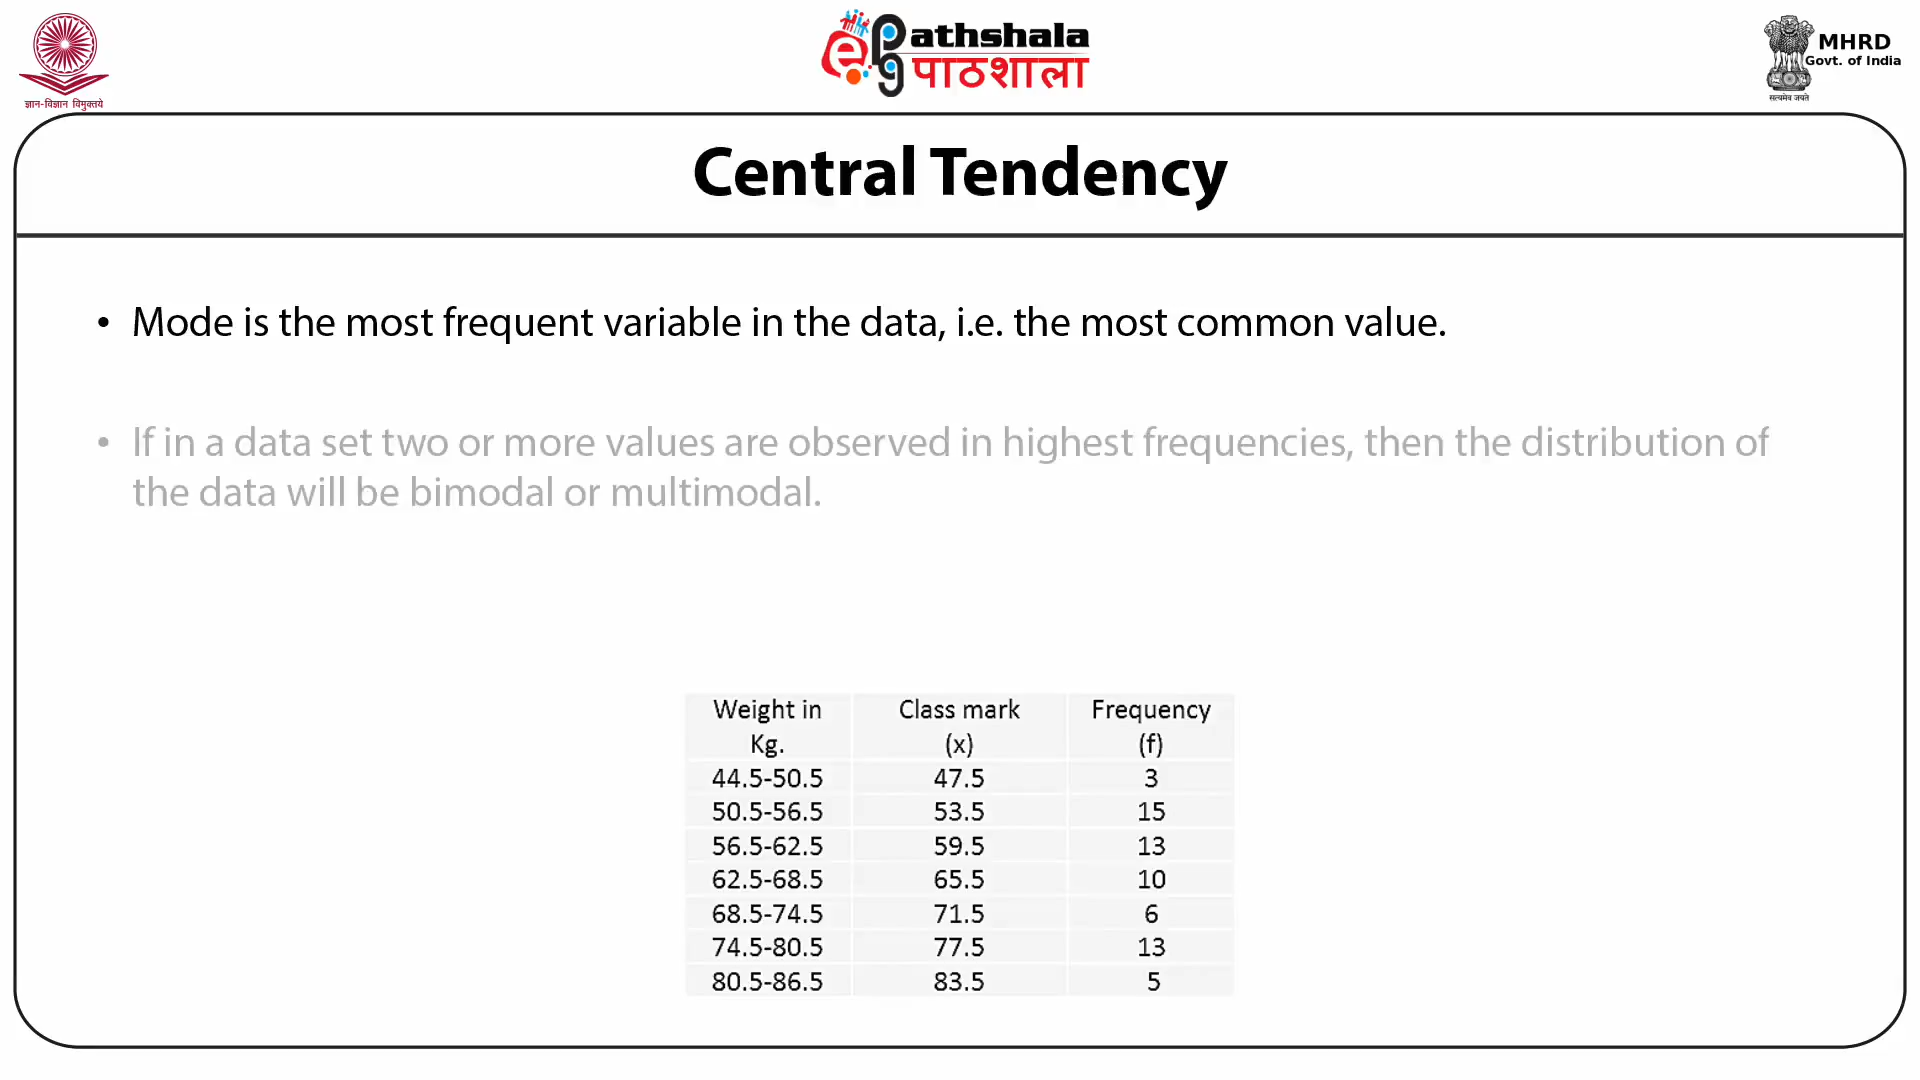 ज्ञान-विज्ञान विमुक्तये
ePathshala
पाठशाला
MHRD
Govt. of India
सत्यमेव जयते
Central Tendency
• Mode is the most frequent variable in the data, i.e. the most common value.
• If in a data set two or more values are observed in highest frequencies, then the distribution of
the data will be bimodal or multimodal.
Weight in Kg. Class mark (x) Frequency (f)
44.5-50.5 47.5 3
50.5-56.5 53.5 15
56.5-62.5 59.5 13
62.5-68.5 65.5 10
68.5-74.5 71.5 6
74.5-80.5 77.5 13
80.5-86.5 83.5 5